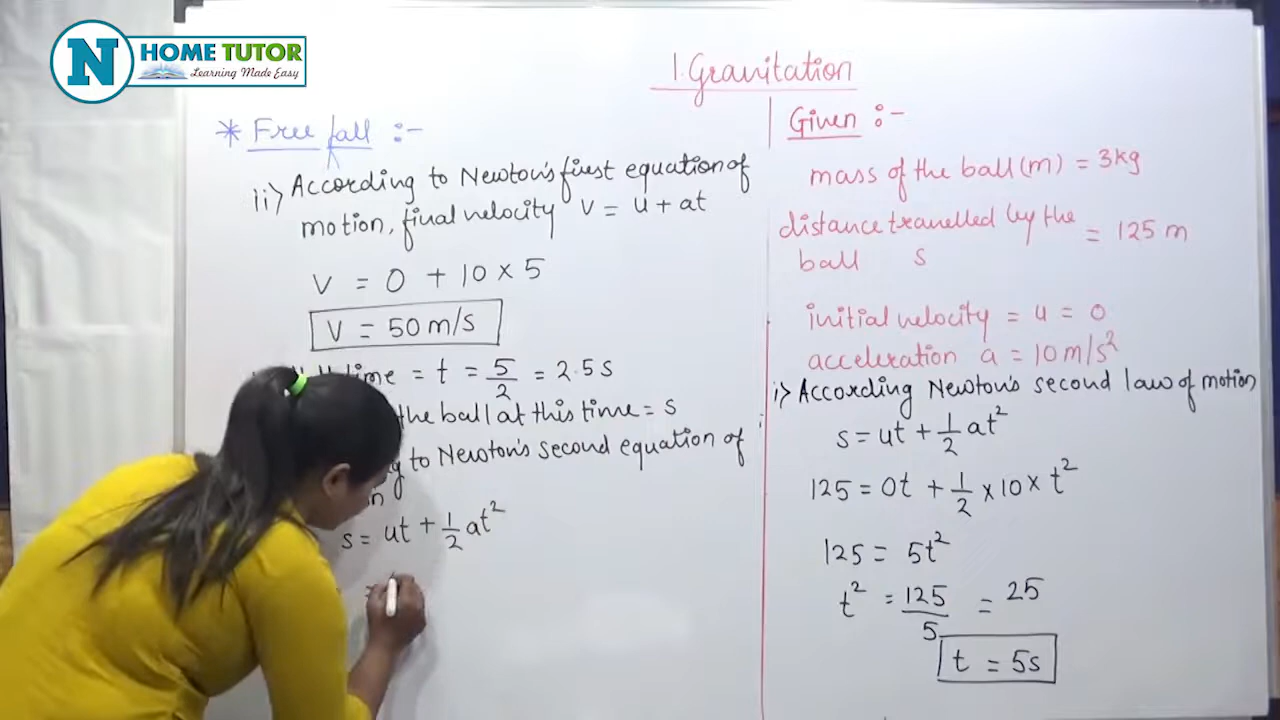 N HOME TUTOR
Learning Made Easy
1. Gravitation
* Free fall :-
ii> According to Newton's first equation of
motion, final velocity v = u + at
v = 0 + 10 × 5
v = 50 m/s
time = t = 5/2 = 2.5 s
the ball at this time = s
to Newton's second equation of
s = ut + 1/2 at²
Given :-
mass of the ball (m) = 3kg
distance travelled by the = 125 m
ball s
initial velocity = u = 0
acceleration a = 10 m/s²
i> According Newton's second law of motion
s = ut + 1/2 at²
125 = 0t + 1/2 × 10 × t²
125 = 5t²
t² = 125/5 = 25
t = 5s